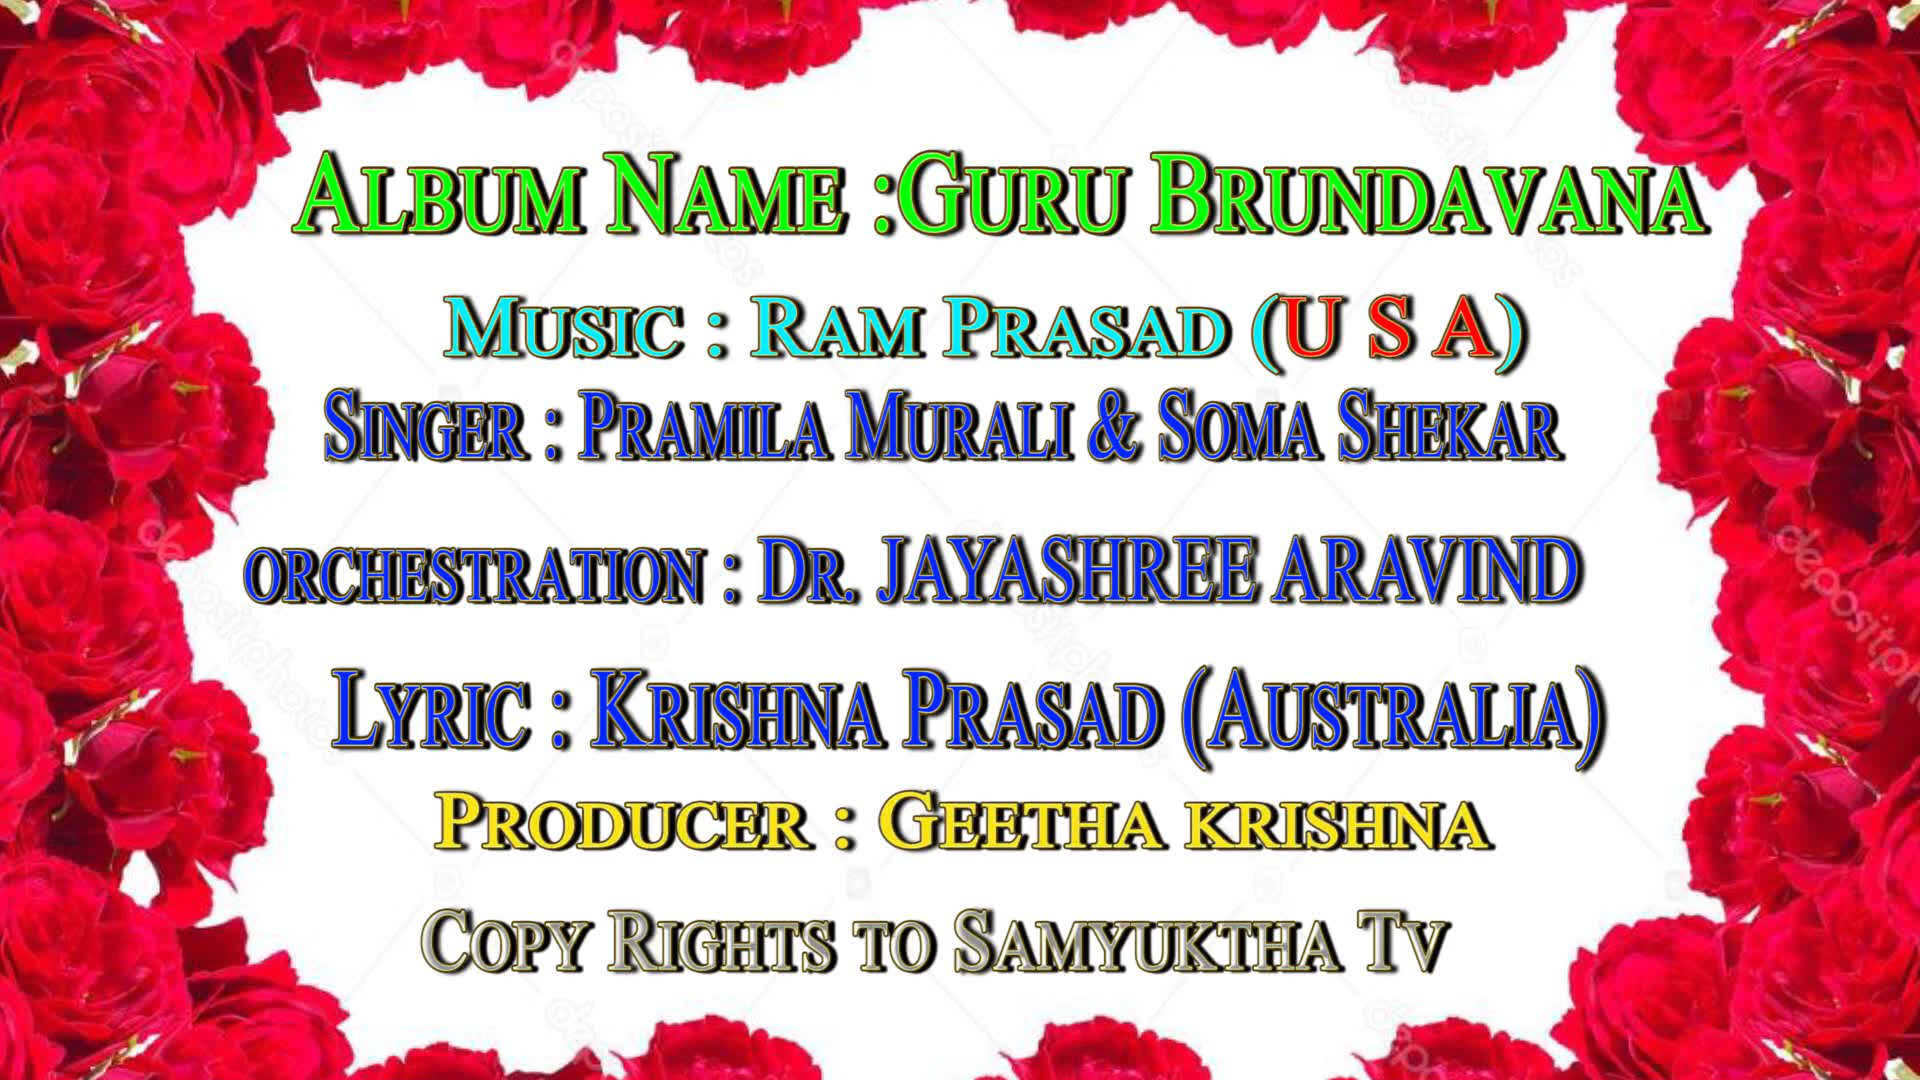 Album Name :Guru Brundavana
Music : Ram Prasad (U S A)
Singer : Pramila Murali & Soma Shekar
orchestration : Dr. JAYASHREE ARAVIND
Lyric : Krishna Prasad (Australia)
Producer : Geetha krishna
Copy Rights to Samyuktha Tv
depositphotos